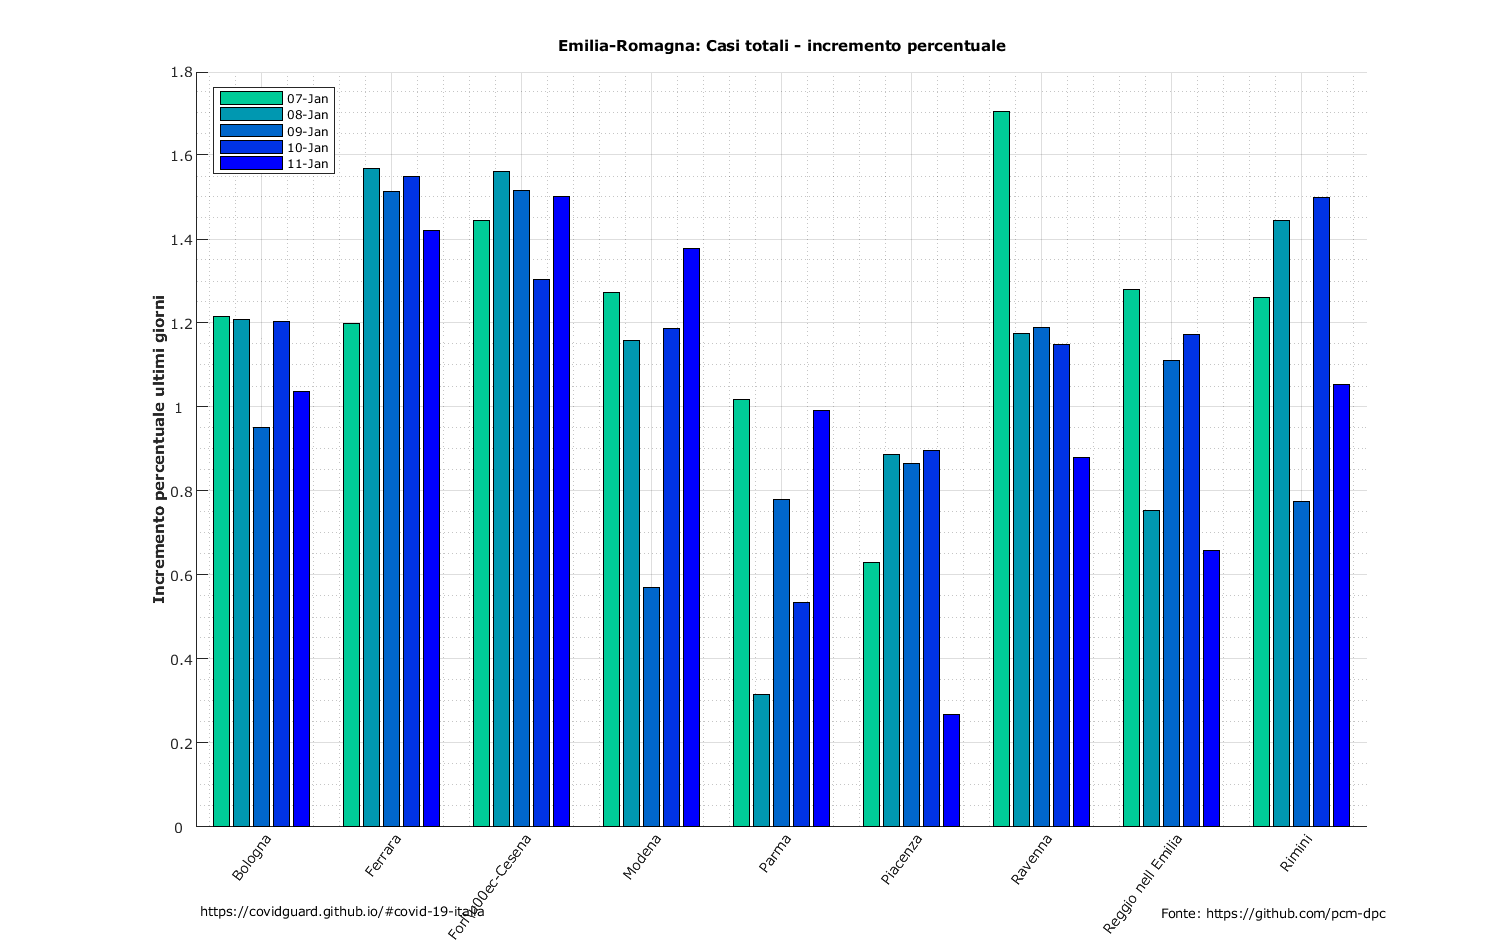 Emilia-Romagna: Casi totali - incremento percentuale
Incremento percentuale ultimi giorni
1.8
1.6
1.4
1.2
1
0.8
0.6
0.4
0.2
0
07-Jan
08-Jan
09-Jan
10-Jan
11-Jan
Bologna
Ferrara
Forl\u00ec-Cesena
Modena
Parma
Piacenza
Ravenna
Reggio nell Emilia
Rimini
https://covidguard.github.io/#covid-19-italia
Fonte: https://github.com/pcm-dpc